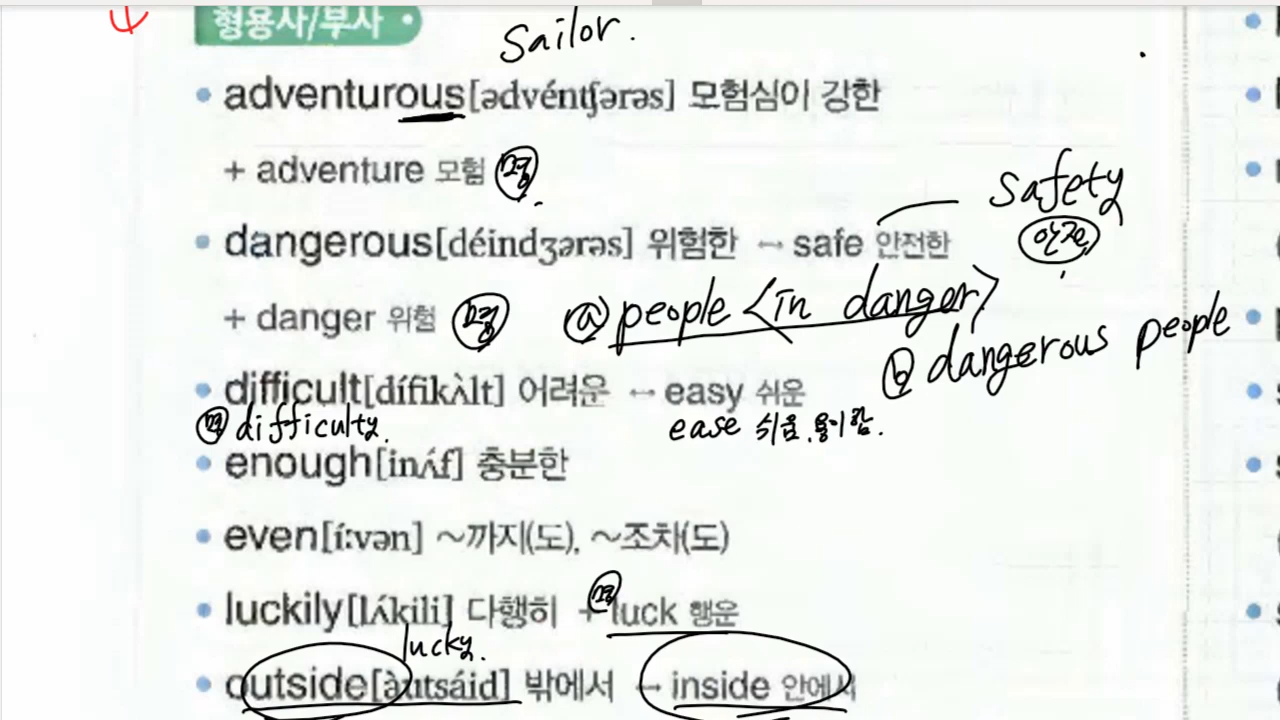 형용사/부사
sailor.
adventurous[ədvéntʃərəs] 모험심이 강한
+ adventure 모험 명
safety
안전
dangerous[déindʒərəs] 위험한 ↔ safe 안전한
+ danger 위험 명 ⓐ people <in danger>
ⓑ dangerous people
difficult[dífikʌ̀lt] 어려운 ↔ easy 쉬운
명 difficulty. ease 쉬움, 용이함.
enough[inʌ́f] 충분한
even[íːvən] ～까지(도), ～조차(도)
luckily[lʌ́kili] 다행히 + 명 luck 행운
lucky.
outside[àutsáid] 밖에서 ↔ inside 안에서